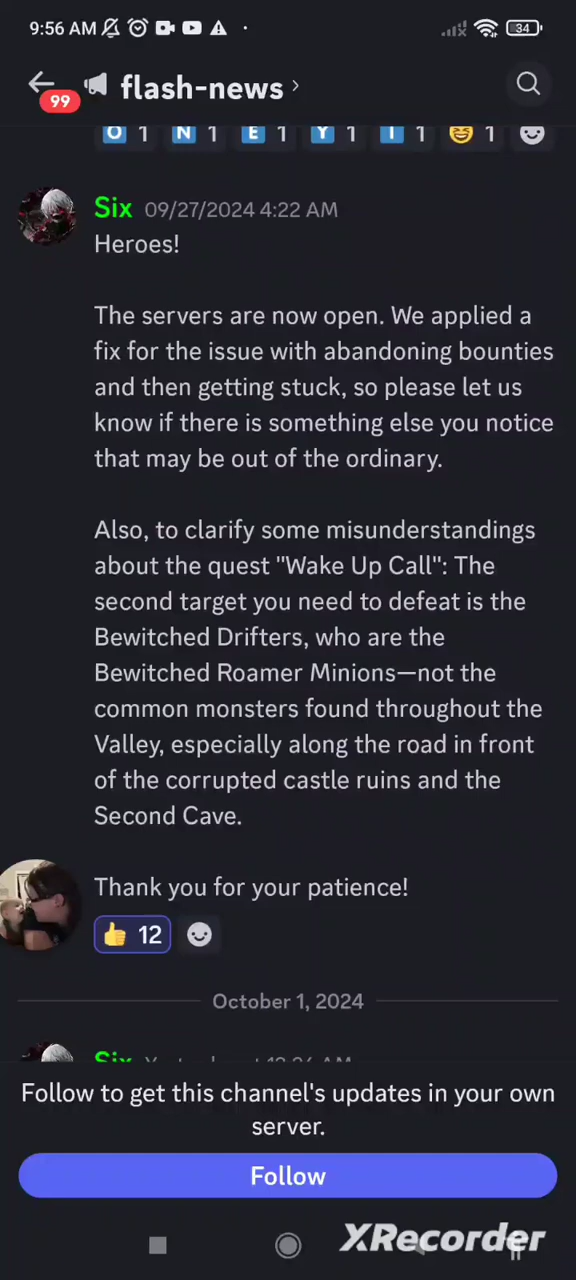 9:56 AM
34
99
flash-news
O 1 N 1 E 1 Y 1 I 1 1
Six 09/27/2024 4:22 AM
Heroes!
The servers are now open. We applied a
fix for the issue with abandoning bounties
and then getting stuck, so please let us
know if there is something else you notice
that may be out of the ordinary.
Also, to clarify some misunderstandings
about the quest "Wake Up Call": The
second target you need to defeat is the
Bewitched Drifters, who are the
Bewitched Roamer Minions—not the
common monsters found throughout the
Valley, especially along the road in front
of the corrupted castle ruins and the
Second Cave.
Thank you for your patience!
12
October 1, 2024
Six
Follow to get this channel's updates in your own
server.
Follow
XRecorder